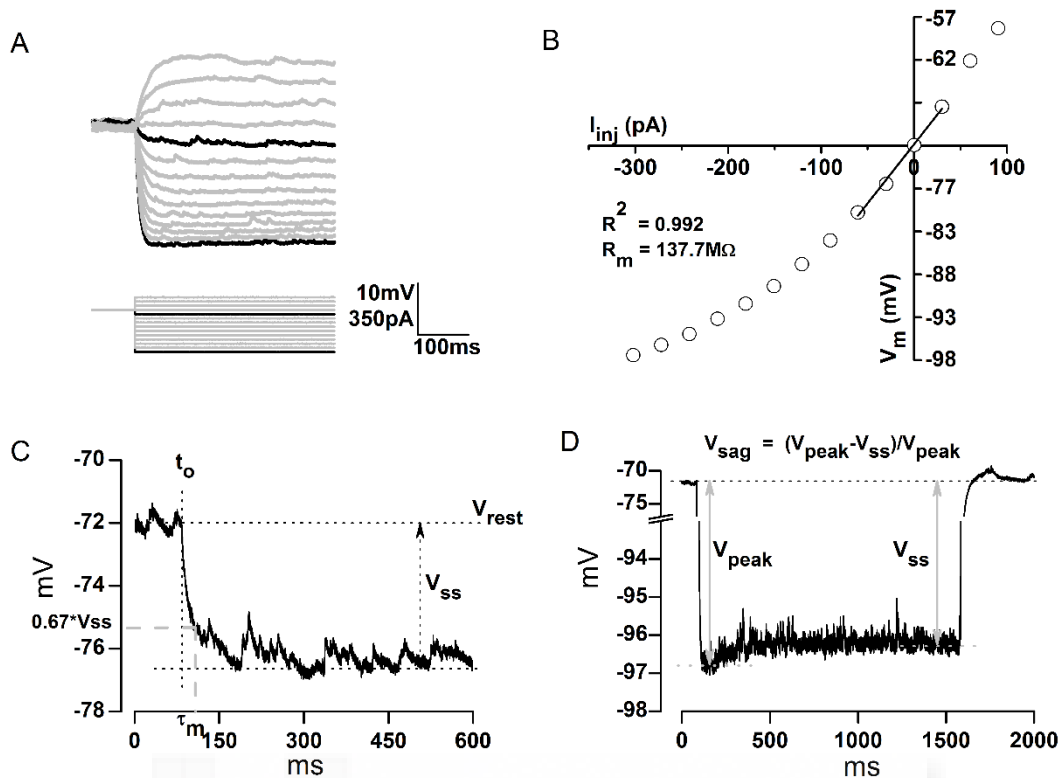 A
10mV
350pA
100ms
B
-57
-62
I_inj (pA)
-300 -200 -100 0 100
-77
-83
-88
-93
-98
R^2 = 0.992
R_m = 137.7MΩ
V_m (mV)
C
-70
-72
-74
-76
-78
mV
t_o
V_rest
V_ss
0.67*Vss
τ_m
0 150 300 450 600
ms
D
V_sag = (V_peak-V_ss)/V_peak
-70
-75
-94
-95
-96
-97
-98
mV
V_peak
V_ss
0 500 1000 1500 2000
ms